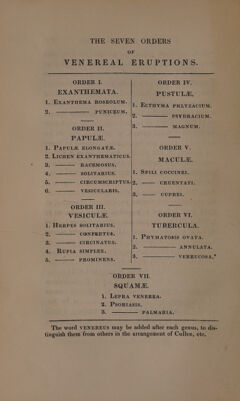 THE SEVEN ORDERS
OF
VENEREAL ERUPTIONS.
ORDER I.
EXANTHEMATA.
1. Exanthema roseolum.
2. ——— puniceum.
ORDER II.
PAPULÆ.
1. Papulæ elongatæ.
2. Lichen exanthematicus.
3. ——— racemosus.
4. ——— solitarius.
5. ——— circumscriptus.
6. ——— vesicularis.
ORDER III.
VESICULÆ
1. Herpes solitarius.
2. ——— confertus.
3. ——— circinatus.
4. Rupia simplex.
5. ——— prominens.
ORDER IV.
PUSTULÆ.
1. Ecthyma phlyzacium.
2. ——— psydracium.
3. ——— magnum.
ORDER V.
MACULÆ.
1. Spili coccinei.
2. —— cruentati.
3. —— cuprei.
ORDER VI.
TUBERCULA.
1. Phymatosis ovata.
2. ——— annulata.
3. ——— verrucosa.*
ORDER VII.
SQUAMÆ.
1. Lepra venerea.
2. Psoriasis.
3. ——— palmaria.
The word venereus may be added after each genus, to dis-
tinguish them from others in the arrangement of Cullen, etc.